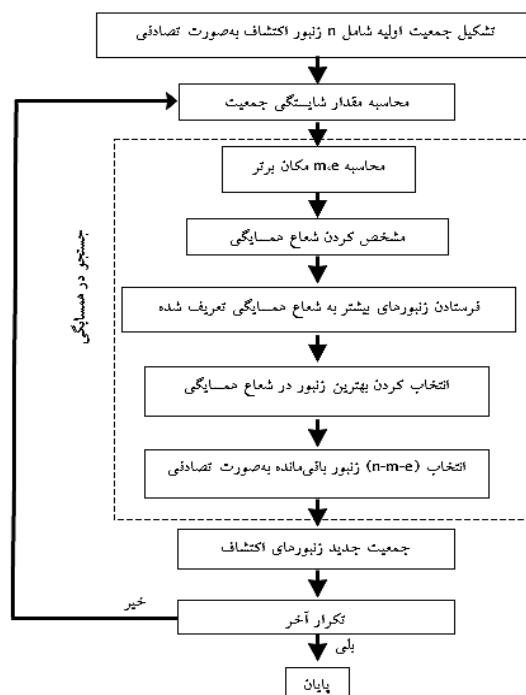 تشکیل جمعیت اولیه شامل n زنبور اکتشاف به‌صورت تصادفی
محاسبه مقدار شایستگی جمعیت
محاسبه m،e مکان برتر
مشخص کردن شعاع همسایگی
فرستادن زنبورهای بیشتر به شعاع همسایگی تعریف شده
انتخاب کردن بهترین زنبور در شعاع همسایگی
انتخاب (n-m-e) زنبور باقی‌مانده به‌صورت تصادفی
جستجو در همسایگی
جمعیت جدید زنبورهای اکتشاف
تکرار آخر
خیر
بلی
پایان